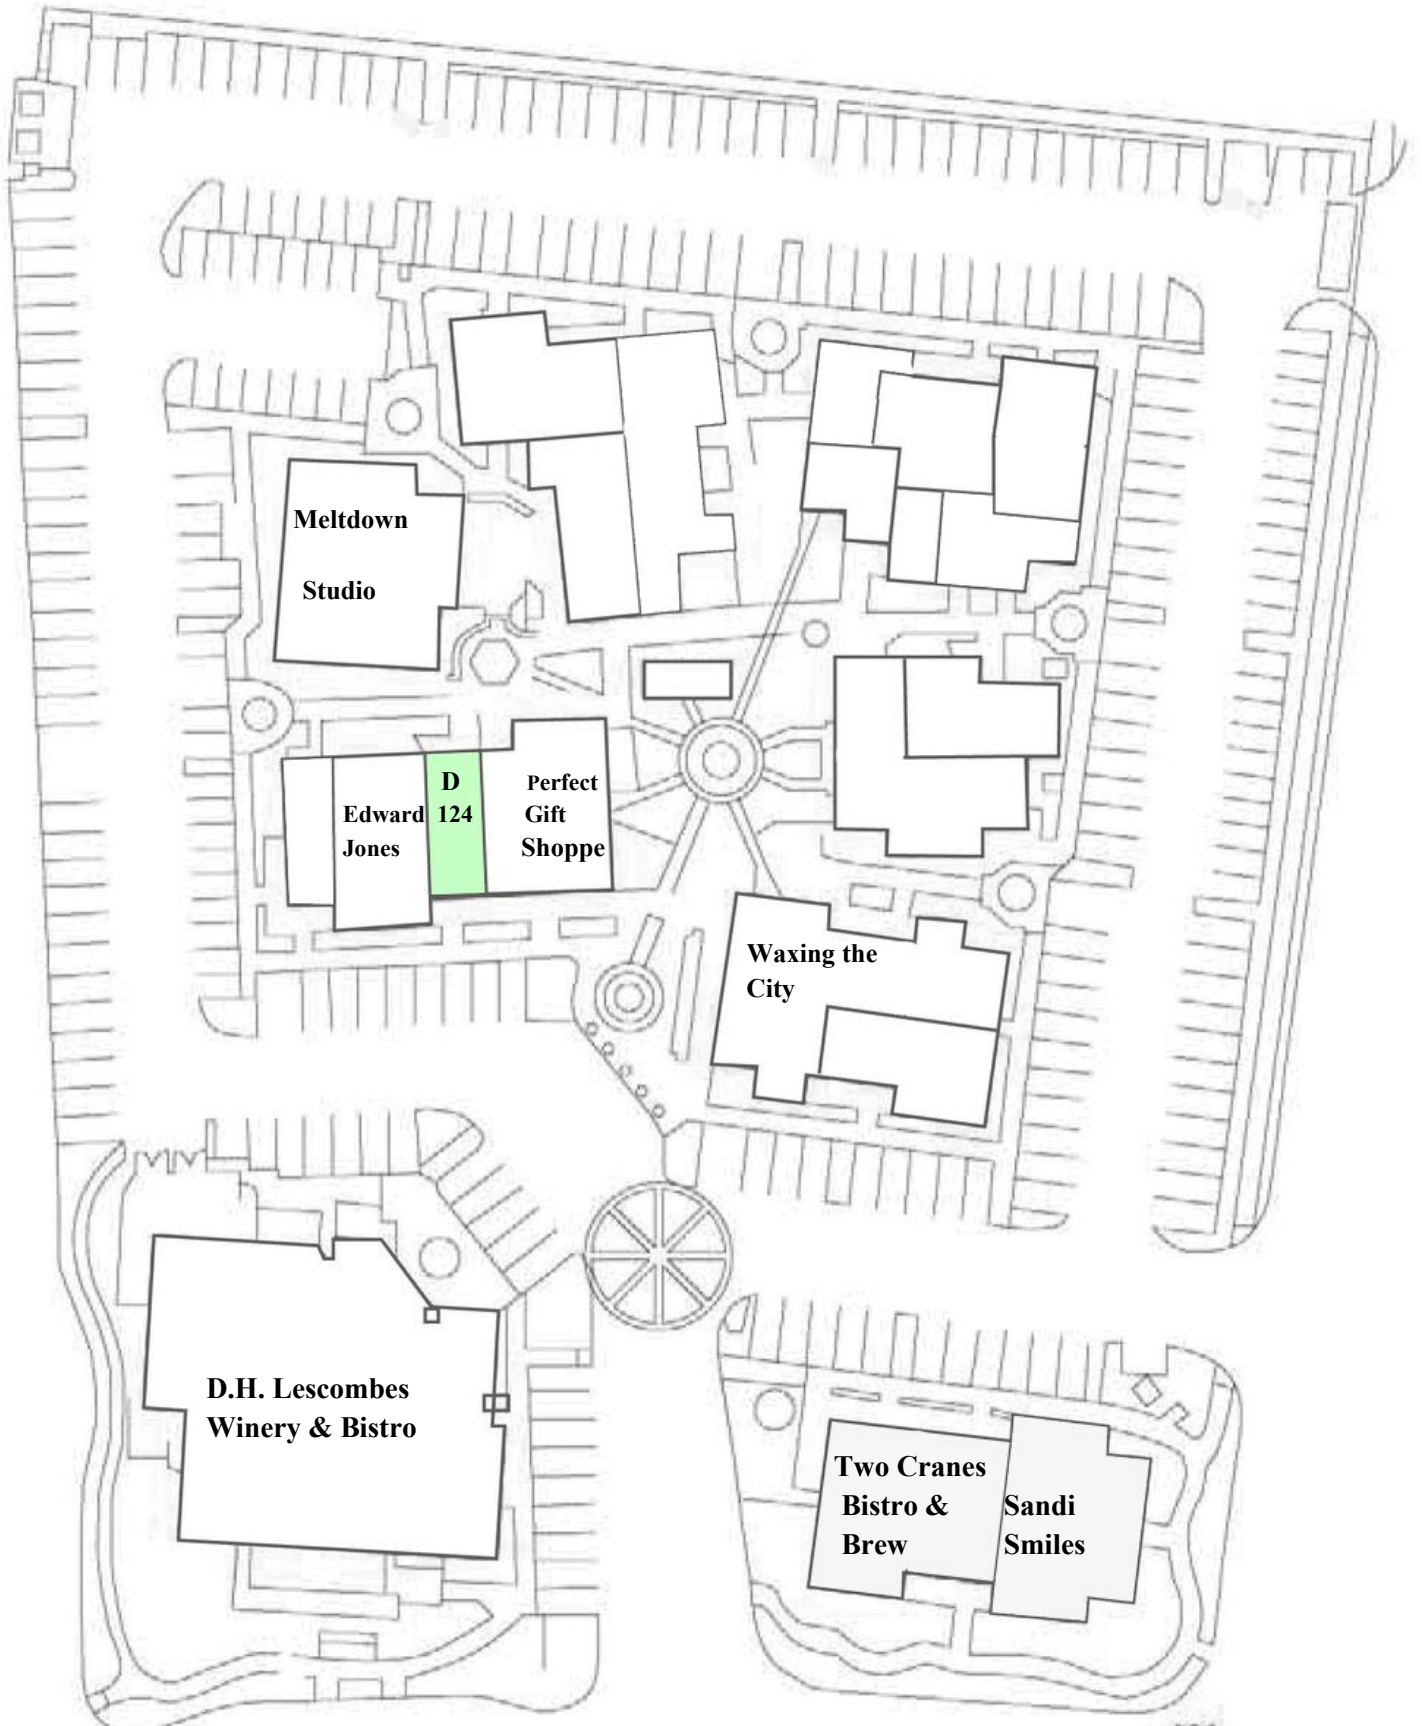 Meltdown
Studio
Edward
Jones
D
124
Perfect
Gift
Shoppe
Waxing the
City
D.H. Lescombes
Winery & Bistro
Two Cranes
Bistro &
Brew
Sandi
Smiles